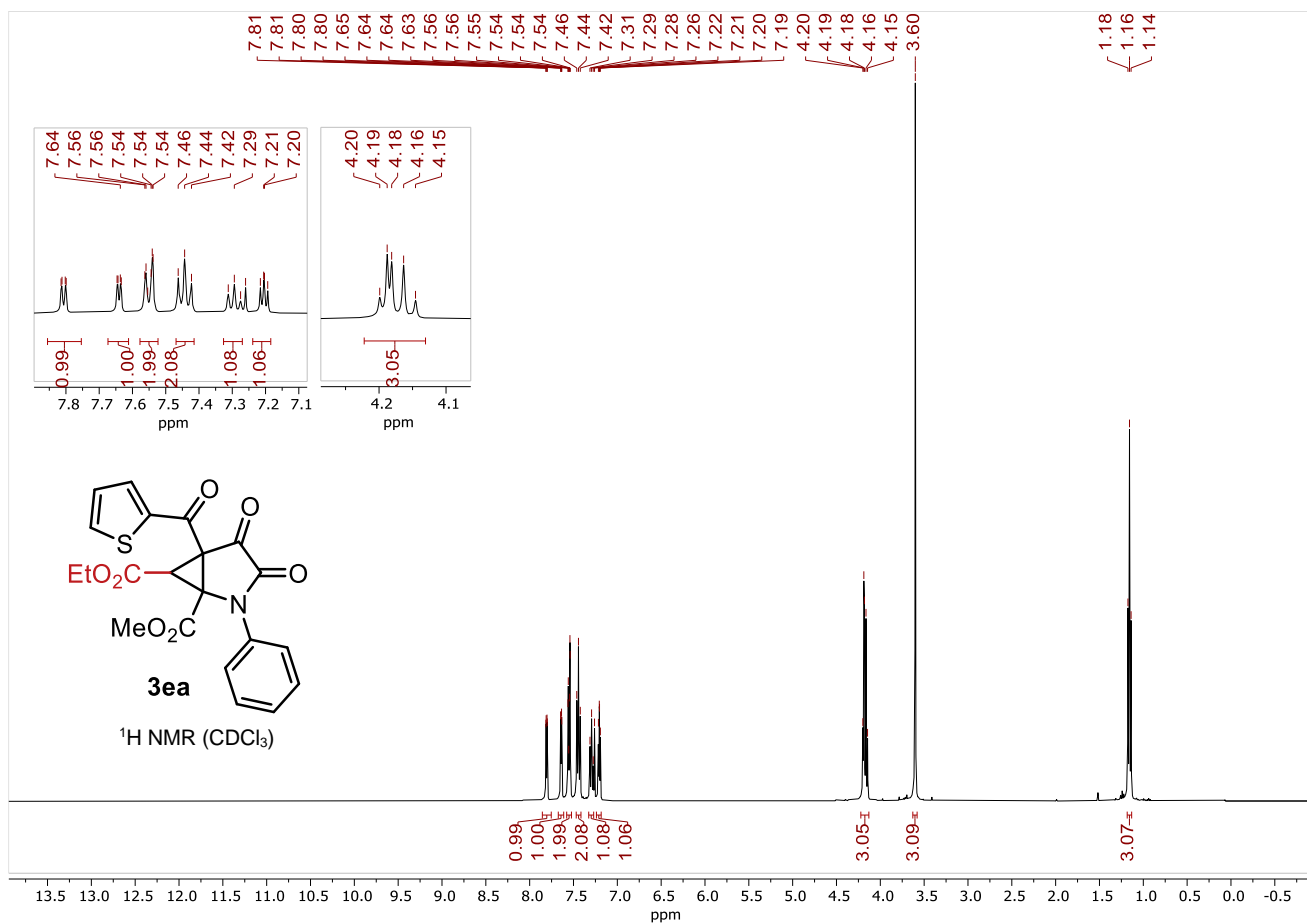 7.81 7.81 7.80 7.80 7.65 7.64 7.64 7.63 7.56 7.56 7.55 7.54 7.54 7.54 7.46 7.44 7.42 7.31 7.29 7.28 7.26 7.22 7.21 7.20 7.19 4.20 4.19 4.18 4.16 4.15 3.60 1.18 1.16 1.14
7.64 7.56 7.56 7.54 7.54 7.54 7.46 7.44 7.42 7.29 7.21 7.20
4.20 4.19 4.18 4.16 4.15
0.99 1.00 1.99 2.08 1.08 1.06
3.05
7.8 7.7 7.6 7.5 7.4 7.3 7.2 7.1
ppm
4.2 4.1
ppm
O
O
S
O
EtO₂C
N
MeO₂C
3ea
¹H NMR (CDCl₃)
0.99 1.00 1.99 2.08 1.08 1.06 3.05 3.09 3.07
13.5 13.0 12.5 12.0 11.5 11.0 10.5 10.0 9.5 9.0 8.5 8.0 7.5 7.0 6.5 6.0 5.5 5.0 4.5 4.0 3.5 3.0 2.5 2.0 1.5 1.0 0.5 0.0 -0.5
ppm